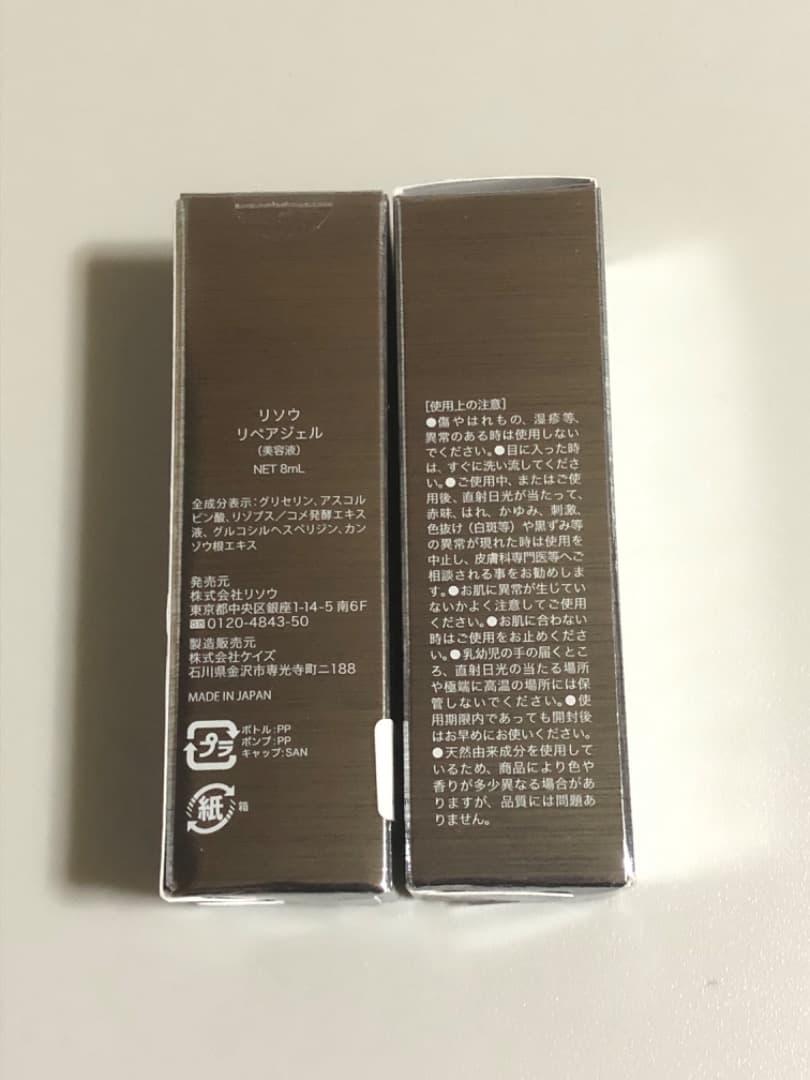 リソウ
リペアジェル
(美容液)
NET 8mL
全成分表示:グリセリン、アスコル
ビン酸、リゾプス/コメ発酵エキス
液、グルコシルヘスペリジン、カン
ゾウ根エキス
発売元
株式会社リソウ
東京都中央区銀座1-14-5 南6F
0120-4843-50
製造販売元
株式会社ケイズ
石川県金沢市専光寺町ニ188
MADE IN JAPAN
プラ
ボトル:PP
ポンプ:PP
キャップ:SAN
紙
箱
[使用上の注意]
●傷やはれもの、湿疹等、
異常のある時は使用しない
でください。●目に入った時
は、すぐに洗い流してくださ
い。●ご使用中、またはご使
用後、直射日光が当たって、
赤味、はれ、かゆみ、刺激、
色抜け(白斑等)や黒ずみ等
の異常が現れた時は使用を
中止し、皮膚科専門医等へご
相談される事をお勧めしま
す。●お肌に異常が生じてい
ないかよく注意してご使用
ください。●お肌に合わない
時はご使用をお止めくださ
い。●乳幼児の手の届くとこ
ろ、直射日光の当たる場所
や極端に高温の場所には保
管しないでください。●使
用期限内であっても開封後
はお早めにお使いください。
●天然由来成分を使用して
いるため、商品により色や
香りが多少異なる場合があ
りますが、品質には問題あ
りません。